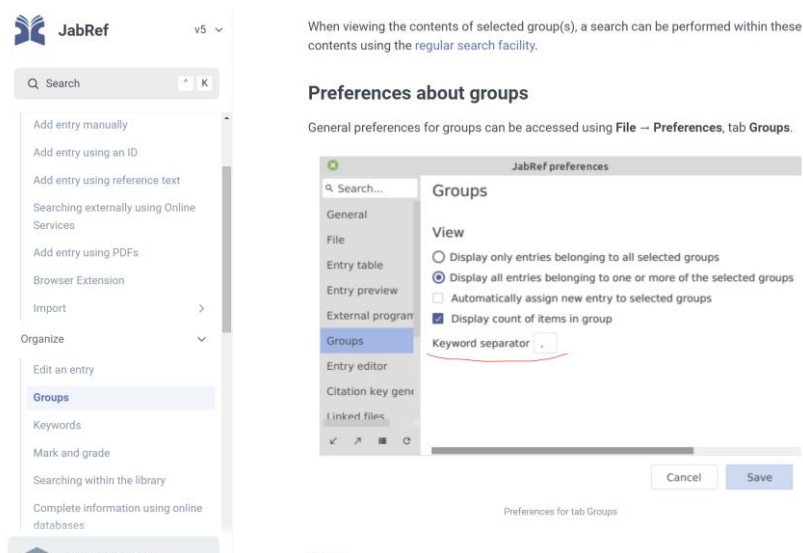 JabRef
v5
Search
^ K
Add entry manually
Add entry using an ID
Add entry using reference text
Searching externally using Online
Services
Add entry using PDFs
Browser Extension
Import
Organize
Edit an entry
Groups
Keywords
Mark and grade
Searching within the library
Complete information using online
databases
When viewing the contents of selected group(s), a search can be performed within these
contents using the regular search facility.
Preferences about groups
General preferences for groups can be accessed using File → Preferences, tab Groups.
JabRef preferences
Search...
General
File
Entry table
Entry preview
External program
Groups
Entry editor
Citation key gene
Linked files
Groups
View
Display only entries belonging to all selected groups
Display all entries belonging to one or more of the selected groups
Automatically assign new entry to selected groups
Display count of items in group
Keyword separator ,
Cancel
Save
Preferences for tab Groups